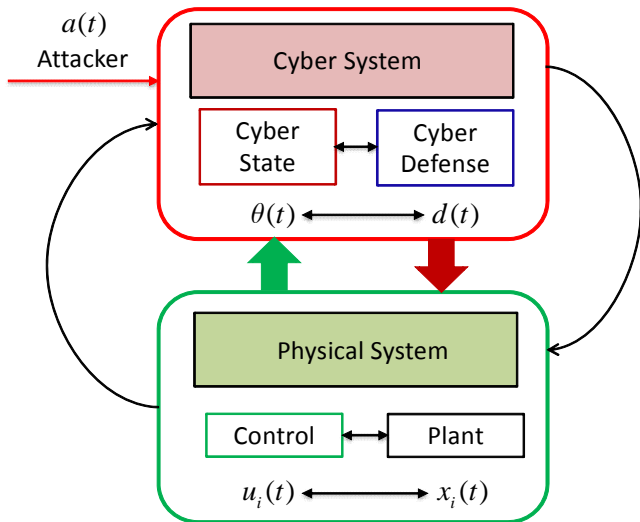 a(t)
Attacker
Cyber System
Cyber
State
Cyber
Defense
θ(t)
d(t)
Physical System
Control
Plant
u_i(t)
x_i(t)